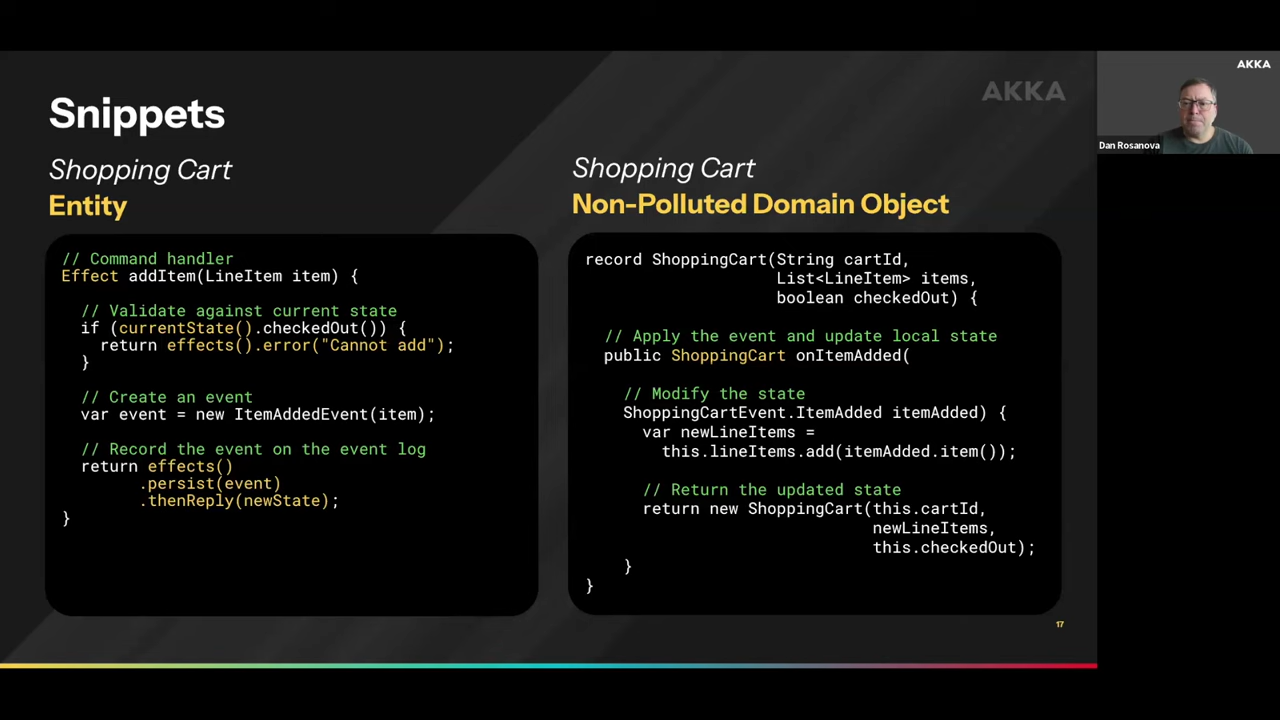 AKKA
Snippets
Shopping Cart
Entity
// Command handler
Effect addItem(LineItem item) {
// Validate against current state
if (currentState().checkedOut()) {
return effects().error("Cannot add");
}
// Create an event
var event = new ItemAddedEvent(item);
// Record the event on the event log
return effects()
.persist(event)
.thenReply(newState);
}
Shopping Cart
Non-Polluted Domain Object
record ShoppingCart(String cartId,
List<LineItem> items,
boolean checkedOut) {
// Apply the event and update local state
public ShoppingCart onItemAdded(
// Modify the state
ShoppingCartEvent.ItemAdded itemAdded) {
var newLineItems =
this.lineItems.add(itemAdded.item());
// Return the updated state
return new ShoppingCart(this.cartId,
newLineItems,
this.checkedOut);
}
}
17
AKKA
Dan Rosanova